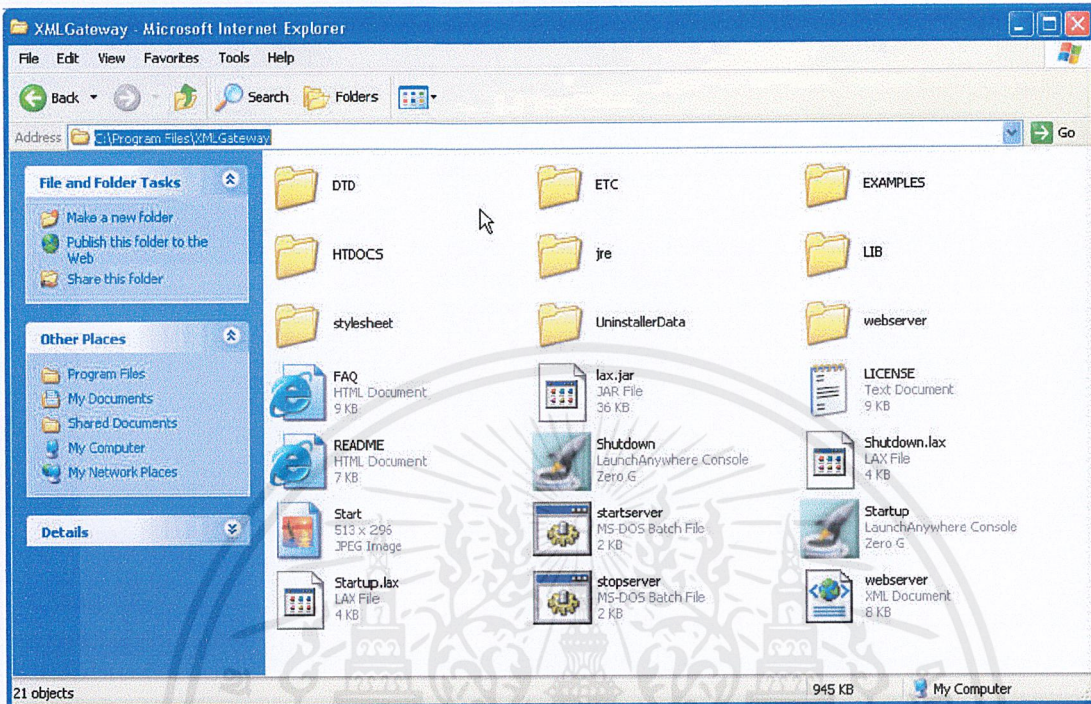 XMLGateway - Microsoft Internet Explorer
File Edit View Favorites Tools Help
Back Search Folders
Address C:\Program Files\XMLGateway Go
File and Folder Tasks
Make a new folder
Publish this folder to the
Web
Share this folder
Other Places
Program Files
My Documents
Shared Documents
My Computer
My Network Places
Details
DTD
ETC
EXAMPLES
HTDOCS
jre
LIB
stylesheet
UninstallerData
webserver
FAQ
HTML Document
9 KB
lax.jar
JAR File
36 KB
LICENSE
Text Document
9 KB
README
HTML Document
7 KB
Shutdown
LaunchAnywhere Console
Zero G
Shutdown.lax
LAX File
4 KB
Start
513 x 296
JPEG Image
startserver
MS-DOS Batch File
2 KB
Startup
LaunchAnywhere Console
Zero G
Startup.lax
LAX File
4 KB
stopserver
MS-DOS Batch File
2 KB
webserver
XML Document
8 KB
21 objects
945 KB
My Computer